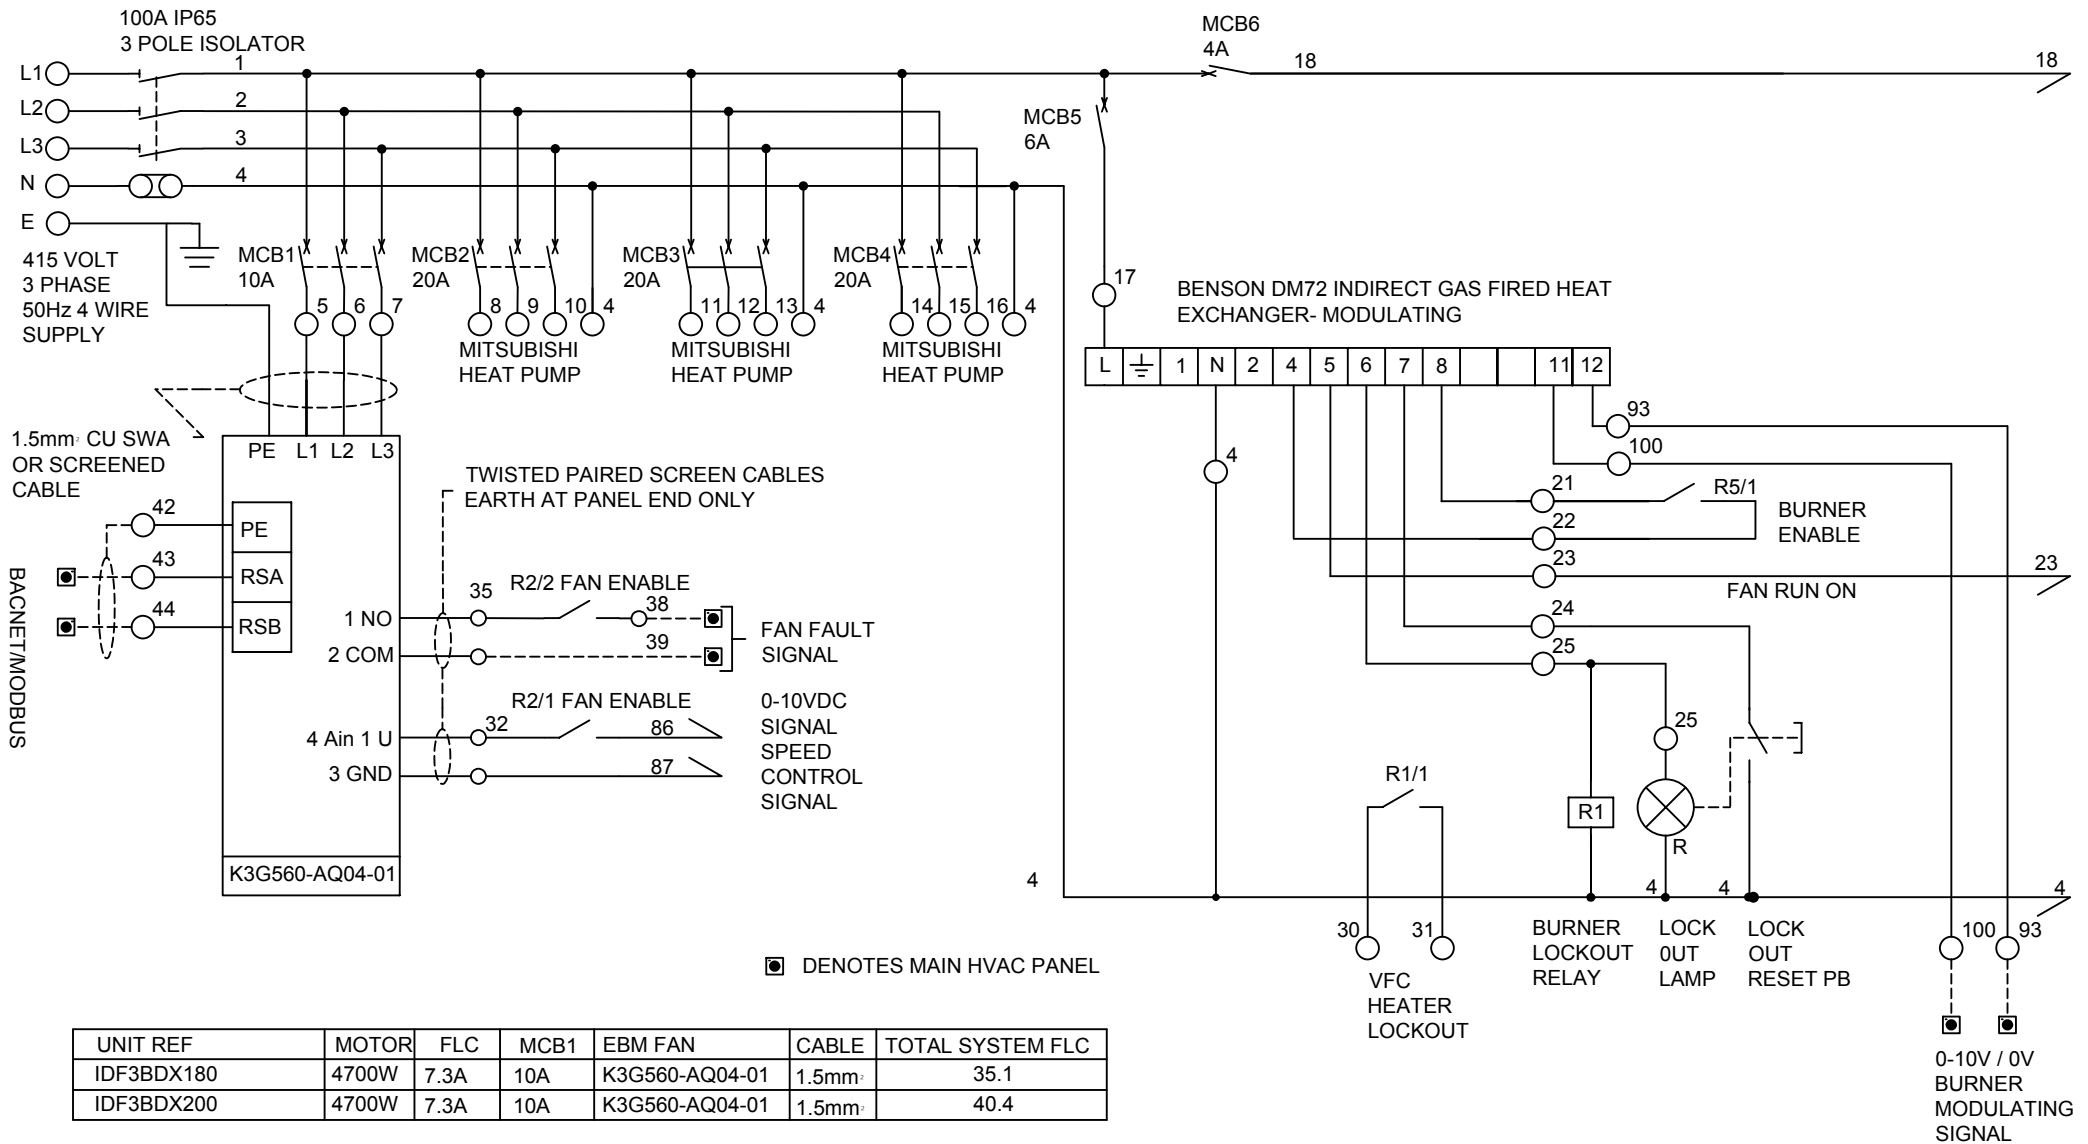 100A IP65
3 POLE ISOLATOR
L1
1
L2
2
L3
3
N
4
E
415 VOLT
3 PHASE
50Hz 4 WIRE
SUPPLY
MCB1
10A
5
6
7
MCB2
20A
8
9
10
4
MITSUBISHI
HEAT PUMP
MCB3
20A
11
12
13
4
MITSUBISHI
HEAT PUMP
MCB4
20A
14
15
16
4
MITSUBISHI
HEAT PUMP
MCB6
4A
18
18
MCB5
6A
17
BENSON DM72 INDIRECT GAS FIRED HEAT
EXCHANGER- MODULATING
L 1 N 2 4 5 6 7 8 11 12
93
100
4
21
R5/1
22
BURNER
ENABLE
23
23
FAN RUN ON
24
25
25
R1/1
R1
R
4
4
4
4
30
31
VFC
HEATER
LOCKOUT
BURNER
LOCKOUT
RELAY
LOCK
0UT
LAMP
LOCK
OUT
RESET PB
100
93
0-10V / 0V
BURNER
MODULATING
SIGNAL
1.5mm² CU SWA
OR SCREENED
CABLE
PE L1 L2 L3
TWISTED PAIRED SCREEN CABLES
EARTH AT PANEL END ONLY
42
PE
43
RSA
44
RSB
BACNET/MODBUS
1 NO
35
R2/2 FAN ENABLE
38
2 COM
39
FAN FAULT
SIGNAL
4 Ain 1 U
32
R2/1 FAN ENABLE
86
3 GND
87
0-10VDC
SIGNAL
SPEED
CONTROL
SIGNAL
K3G560-AQ04-01
DENOTES MAIN HVAC PANEL
UNIT REF MOTOR FLC MCB1 EBM FAN CABLE TOTAL SYSTEM FLC
IDF3BDX180 4700W 7.3A 10A K3G560-AQ04-01 1.5mm² 35.1
IDF3BDX200 4700W 7.3A 10A K3G560-AQ04-01 1.5mm² 40.4